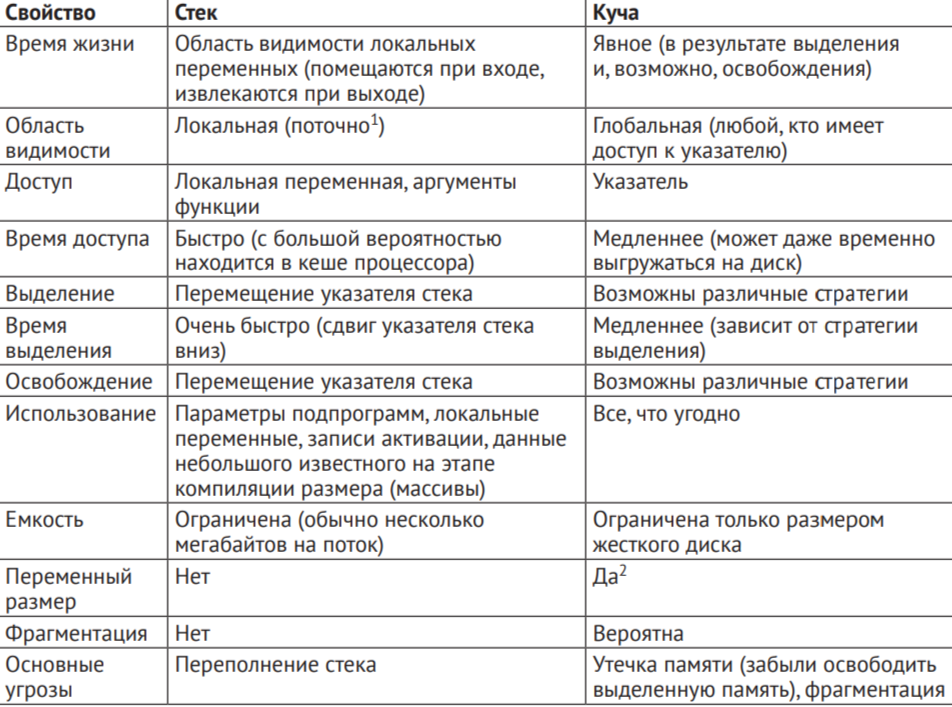 Свойство Стек Куча
Время жизни Область видимости локальных Явное (в результате выделения
переменных (помещаются при входе, и, возможно, освобождения)
извлекаются при выходе)
Область Локальная (поточно¹) Глобальная (любой, кто имеет
видимости доступ к указателю)
Доступ Локальная переменная, аргументы Указатель
функции
Время доступа Быстро (с большой вероятностью Медленнее (может даже временно
находится в кеше процессора) выгружаться на диск)
Выделение Перемещение указателя стека Возможны различные стратегии
Время Очень быстро (сдвиг указателя стека Медленнее (зависит от стратегии
выделения вниз) выделения)
Освобождение Перемещение указателя стека Возможны различные стратегии
Использование Параметры подпрограмм, локальные Все, что угодно
переменные, записи активации, данные
небольшого известного на этапе
компиляции размера (массивы)
Емкость Ограничена (обычно несколько Ограничена только размером
мегабайтов на поток) жесткого диска
Переменный Нет Да²
размер
Фрагментация Нет Вероятна
Основные Переполнение стека Утечка памяти (забыли освободить
угрозы выделенную память), фрагментация